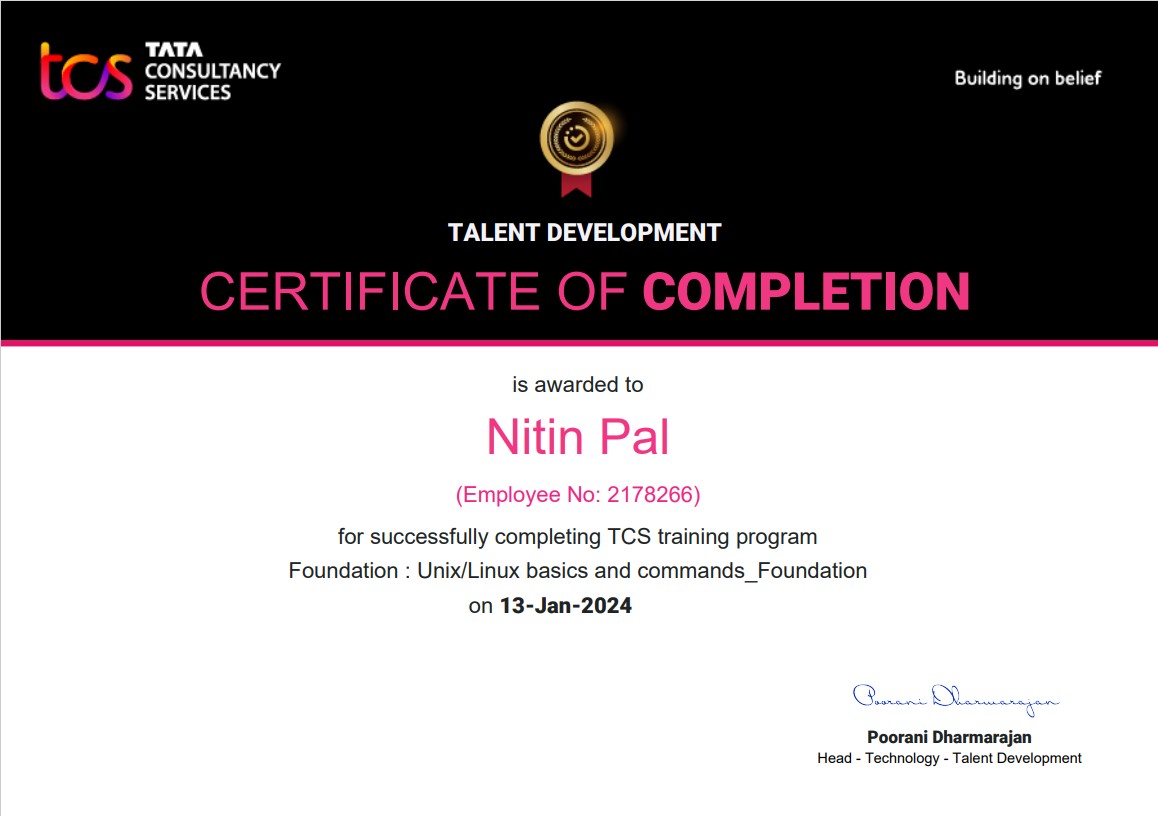 tcs TATA
CONSULTANCY
SERVICES
Building on belief
TALENT DEVELOPMENT
CERTIFICATE OF COMPLETION
is awarded to
Nitin Pal
(Employee No: 2178266)
for successfully completing TCS training program
Foundation : Unix/Linux basics and commands_Foundation
on 13-Jan-2024
Poorani Dharmarajan
Poorani Dharmarajan
Head - Technology - Talent Development